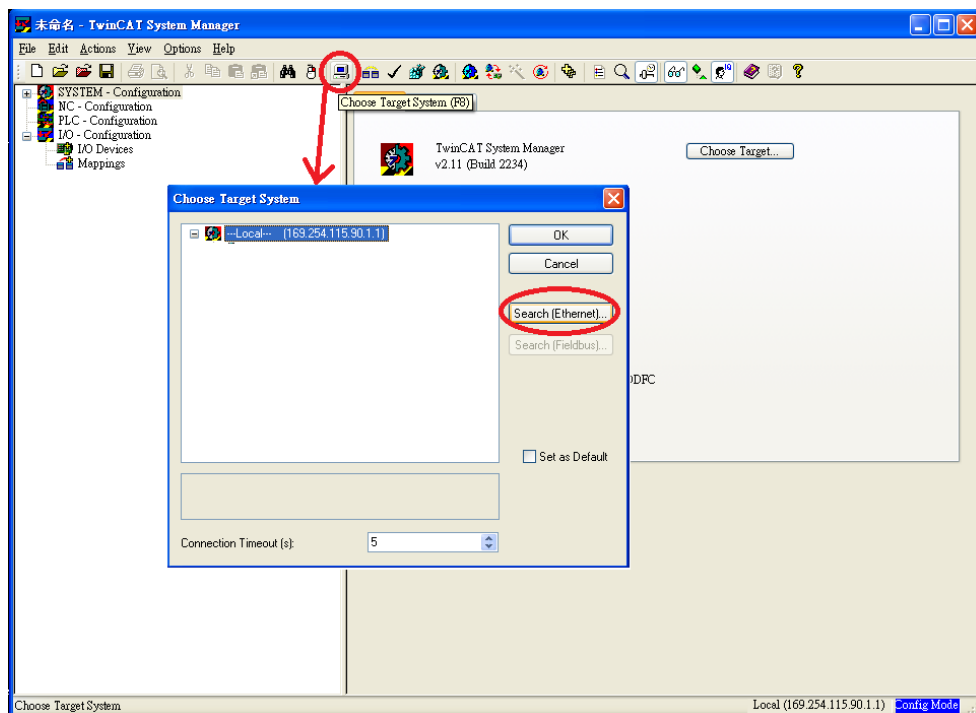 未命名 - TwinCAT System Manager
File Edit Actions View Options Help
SYSTEM - Configuration
NC - Configuration
PLC - Configuration
I/O - Configuration
I/O Devices
Mappings
Choose Target System (F8)
TwinCAT System Manager
v2.11 (Build 2234)
Choose Target...
Choose Target System
---Local--- (169.254.115.90.1.1)
OK
Cancel
Search (Ethernet)...
Search (Fieldbus)...
DDFC
Set as Default
Connection Timeout (s):
5
Choose Target System
Local (169.254.115.90.1.1) Config Mode